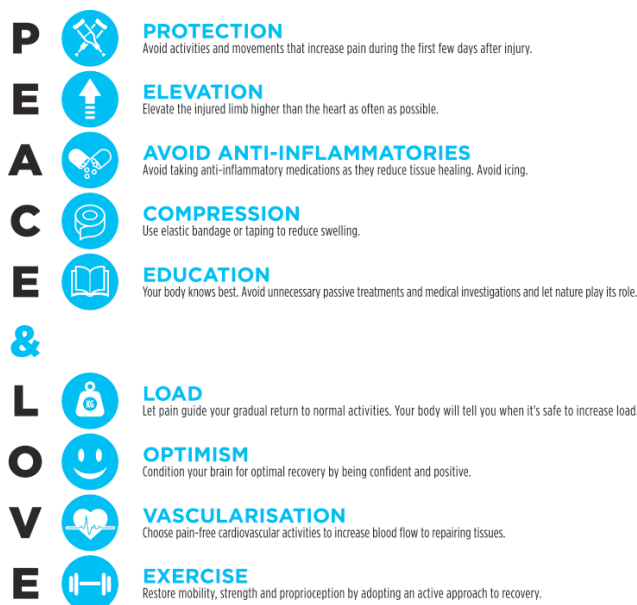 P
PROTECTION
Avoid activities and movements that increase pain during the first few days after injury.
E
ELEVATION
Elevate the injured limb higher than the heart as often as possible.
A
AVOID ANTI-INFLAMMATORIES
Avoid taking anti-inflammatory medications as they reduce tissue healing. Avoid icing.
C
COMPRESSION
Use elastic bandage or taping to reduce swelling.
E
EDUCATION
Your body knows best. Avoid unnecessary passive treatments and medical investigations and let nature play its role.
&
L
KG
LOAD
Let pain guide your gradual return to normal activities. Your body will tell you when it's safe to increase load.
O
OPTIMISM
Condition your brain for optimal recovery by being confident and positive.
V
VASCULARISATION
Choose pain-free cardiovascular activities to increase blood flow to repairing tissues.
E
EXERCISE
Restore mobility, strength and proprioception by adopting an active approach to recovery.